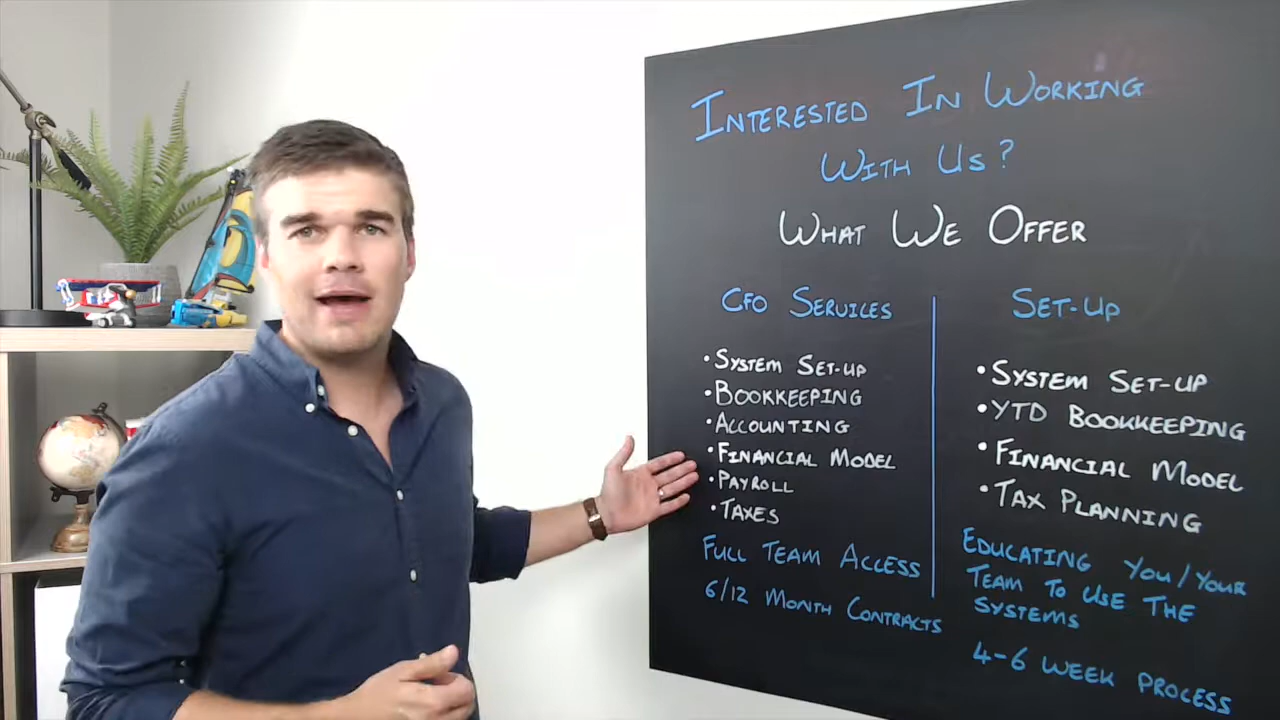 INTERESTED IN WORKING
WITH US?
WHAT WE OFFER
CFO SERVICES
• SYSTEM SET-UP
• BOOKKEEPING
• ACCOUNTING
• FINANCIAL MODEL
• PAYROLL
• TAXES
FULL TEAM ACCESS
6/12 MONTH CONTRACTS
SET-UP
• SYSTEM SET-UP
• YTD BOOKKEEPING
• FINANCIAL MODEL
• TAX PLANNING
EDUCATING YOU/YOUR
TEAM TO USE THE
SYSTEMS
4-6 WEEK PROCESS